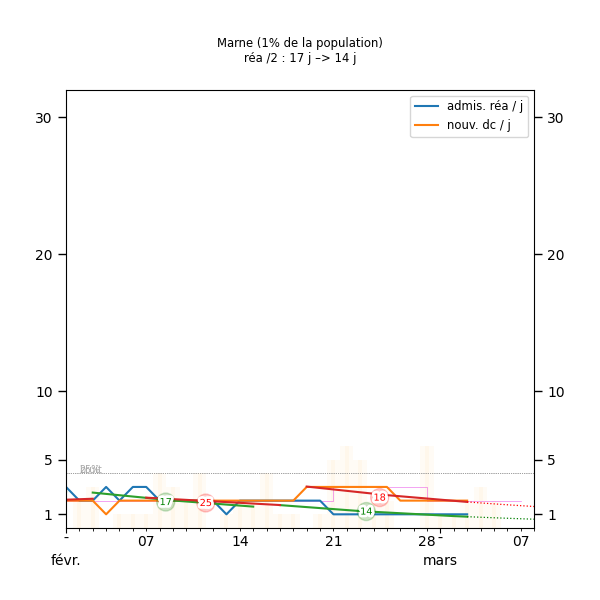 Marne (1% de la population)
réa /2 : 17 j –> 14 j
admis. réa / j
nouv. dc / j
30 30
20 20
10 10
5 5
1 1
17
25
18
14
- 07 14 21 28 - 07
févr. mars